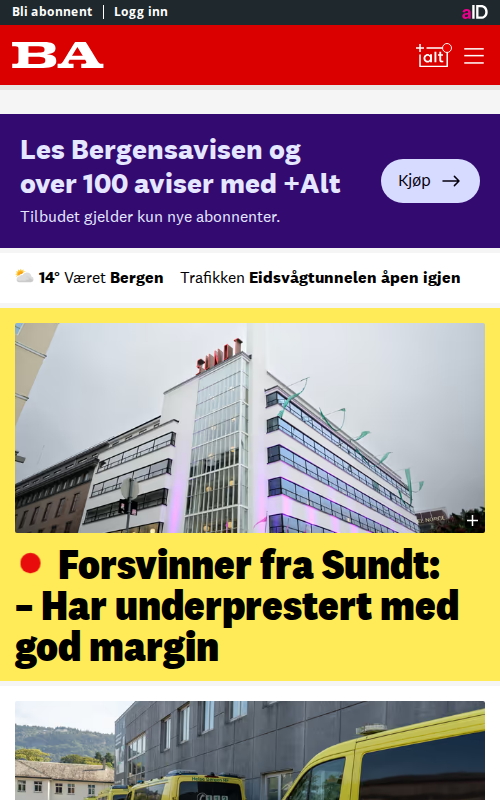 Bli abonnent
Logg inn
aID
BA
+alt
Les Bergensavisen og
over 100 aviser med +Alt
Tilbudet gjelder kun nye abonnenter.
Kjøp
14° Været Bergen
Trafikken Eidsvågtunnelen åpen igjen
SUNDT
Forsvinner fra Sundt:
– Har underprestert med
god margin